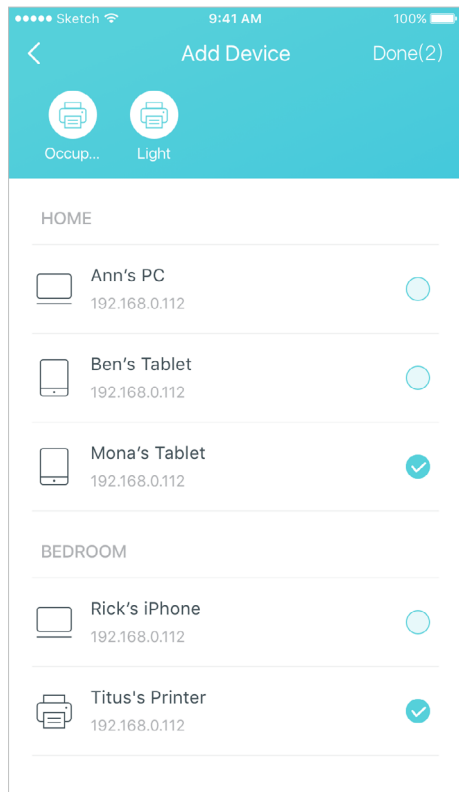 Sketch 9:41 AM 100%
Add Device Done(2)
Occup... Light
HOME
Ann's PC
192.168.0.112
Ben's Tablet
192.168.0.112
Mona's Tablet
192.168.0.112
BEDROOM
Rick's iPhone
192.168.0.112
Titus's Printer
192.168.0.112